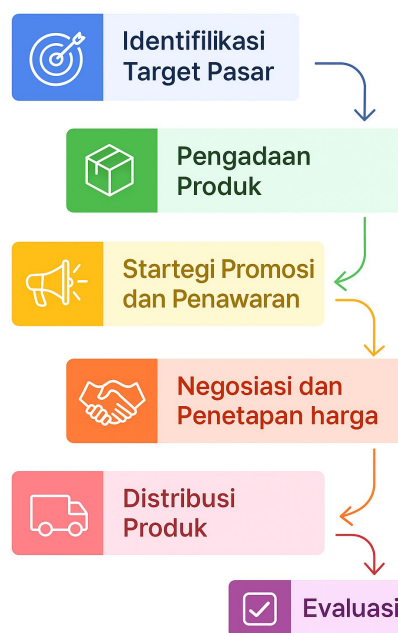 Identifilikasi
Target Pasar
Pengadaan
Produk
Startegi Promosi
dan Penawaran
Negosiasi dan
Penetapan harga
Distribusi
Produk
Evaluasi